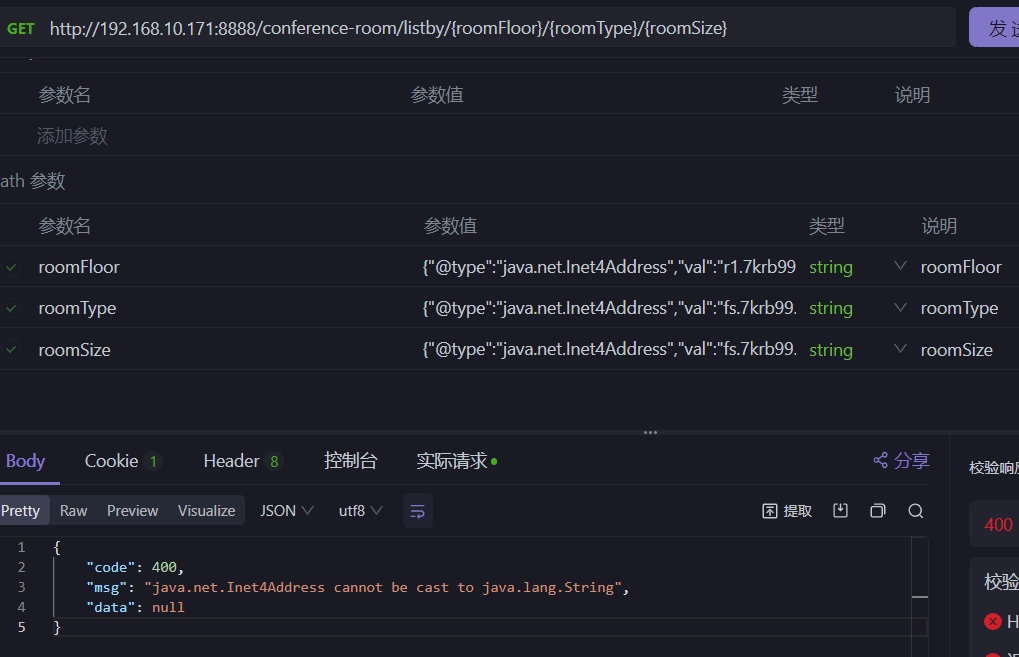 GET http://192.168.10.171:8888/conference-room/listby/{roomFloor}/{roomType}/{roomSize} 发送
参数名 参数值 类型 说明
添加参数
ath 参数
参数名 参数值 类型 说明
roomFloor {"@type":"java.net.Inet4Address","val":"r1.7krb99 string roomFloor
roomType {"@type":"java.net.Inet4Address","val":"fs.7krb99. string roomType
roomSize {"@type":"java.net.Inet4Address","val":"fs.7krb99. string roomSize
Body Cookie 1 Header 8 控制台 实际请求 分享
校验响应
Pretty Raw Preview Visualize JSON utf8 提取
400
1 {
2 "code": 400,
3 "msg": "java.net.Inet4Address cannot be cast to java.lang.String",
4 "data": null
5 }
校验
H